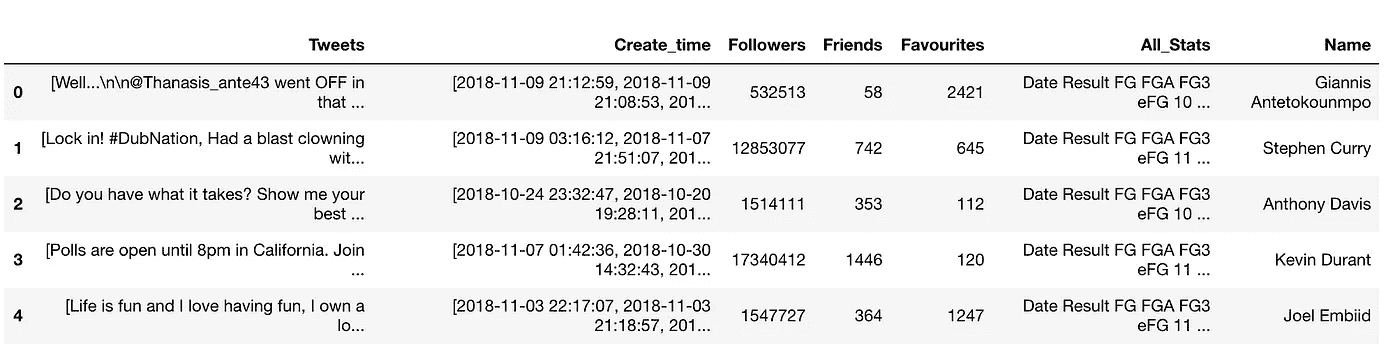 Tweets Create_time Followers Friends Favourites All_Stats Name
0 [Well...\n\n@Thanasis_ante43 went OFF in that ... [2018-11-09 21:12:59, 2018-11-09 21:08:53, 201... 532513 58 2421 Date Result FG FGA FG3 eFG 10 ... Giannis Antetokounmpo
1 [Lock in! #DubNation, Had a blast clowning wit... [2018-11-09 03:16:12, 2018-11-07 21:51:07, 201... 12853077 742 645 Date Result FG FGA FG3 eFG 11 ... Stephen Curry
2 [Do you have what it takes? Show me your best ... [2018-10-24 23:32:47, 2018-10-20 19:28:11, 201... 1514111 353 112 Date Result FG FGA FG3 eFG 10 ... Anthony Davis
3 [Polls are open until 8pm in California. Join ... [2018-11-07 01:42:36, 2018-10-30 14:32:43, 201... 17340412 1446 120 Date Result FG FGA FG3 eFG 11 ... Kevin Durant
4 [Life is fun and I love having fun, I own a lo... [2018-11-03 22:17:07, 2018-11-03 21:18:57, 201... 1547727 364 1247 Date Result FG FGA FG3 eFG 11 ... Joel Embiid